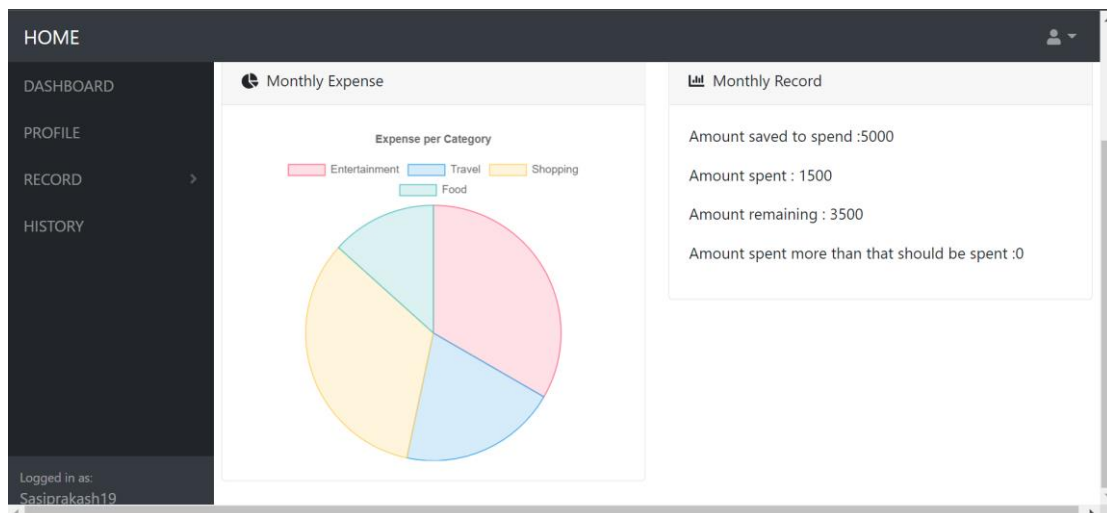 HOME
DASHBOARD
PROFILE
RECORD
HISTORY
Logged in as:
Sasiprakash19
Monthly Expense
Expense per Category
Entertainment Travel Shopping
Food
Monthly Record
Amount saved to spend :5000
Amount spent : 1500
Amount remaining : 3500
Amount spent more than that should be spent :0